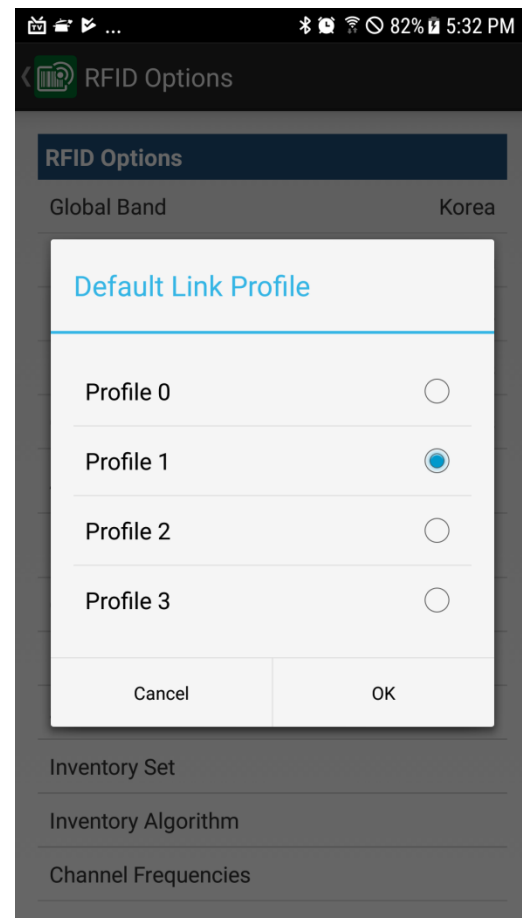 ... 82% 5:32 PM
RFID Options
RFID Options
Global Band Korea
Default Link Profile
Profile 0
Profile 1
Profile 2
Profile 3
Cancel OK
Inventory Set
Inventory Algorithm
Channel Frequencies